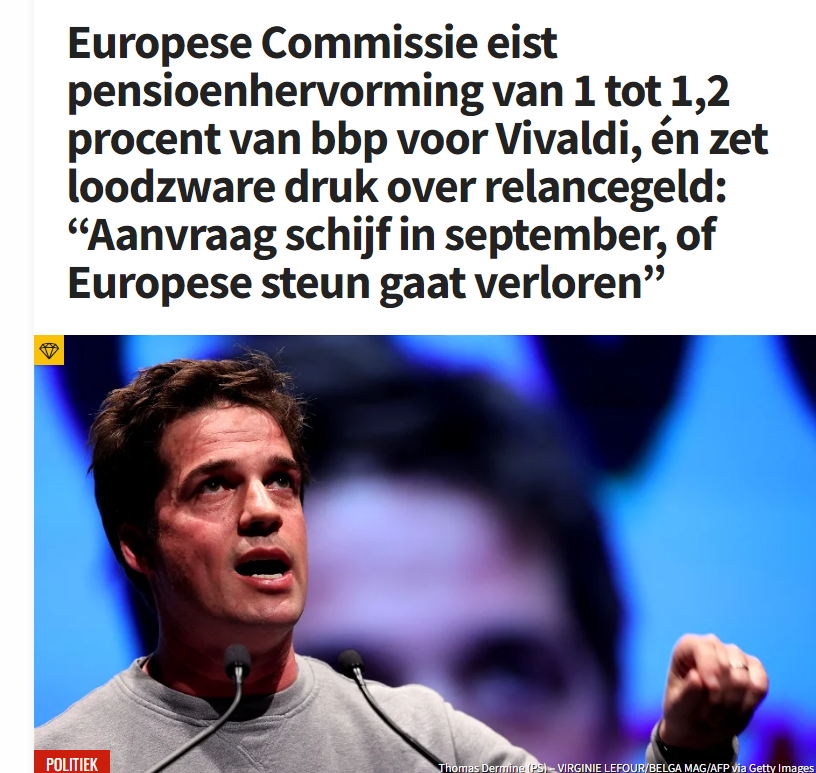 Europese Commissie eist
pensioenhervorming van 1 tot 1,2
procent van bbp voor Vivaldi, én zet
loodzware druk over relancegeld:
“Aanvraag schijf in september, of
Europese steun gaat verloren”
POLITIEK
Thomas Dermine (PS) – VIRGINIE LEFOUR/BELGA MAG/AFP via Getty Images